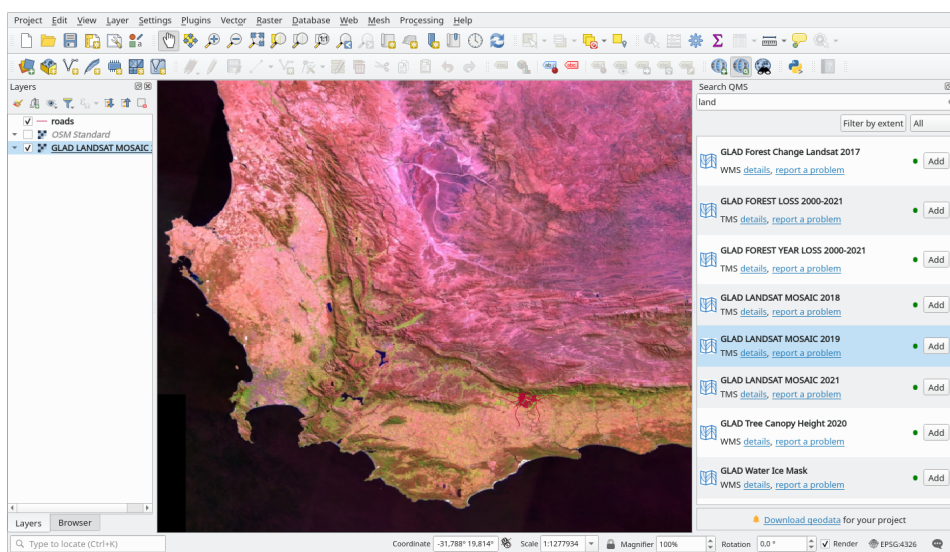 Project Edit View Layer Settings Plugins Vector Raster Database Web Mesh Processing Help
Layers
roads
OSM Standard
GLAD LANDSAT MOSAIC
Layers Browser
Search QMS
land
Filter by extent All
GLAD Forest Change Landsat 2017
WMS details, report a problem
Add
GLAD FOREST LOSS 2000-2021
TMS details, report a problem
Add
GLAD FOREST YEAR LOSS 2000-2021
TMS details, report a problem
Add
GLAD LANDSAT MOSAIC 2018
TMS details, report a problem
Add
GLAD LANDSAT MOSAIC 2019
TMS details, report a problem
Add
GLAD LANDSAT MOSAIC 2021
TMS details, report a problem
Add
GLAD Tree Canopy Height 2020
WMS details, report a problem
Add
GLAD Water Ice Mask
WMS details, report a problem
Add
Download geodata for your project
Type to locate (Ctrl+K) Coordinate -31,788° 19,814° Scale 1:1277934 Magnifier 100% Rotation 0,0° Render EPSG:4326